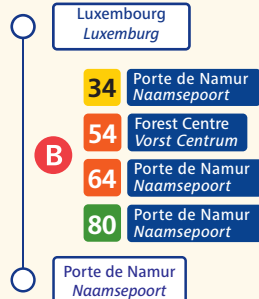 Luxembourg
Luxemburg
34 Porte de Namur
Naamsepoort
54 Forest Centre
Vorst Centrum
B
64 Porte de Namur
Naamsepoort
80 Porte de Namur
Naamsepoort
Porte de Namur
Naamsepoort